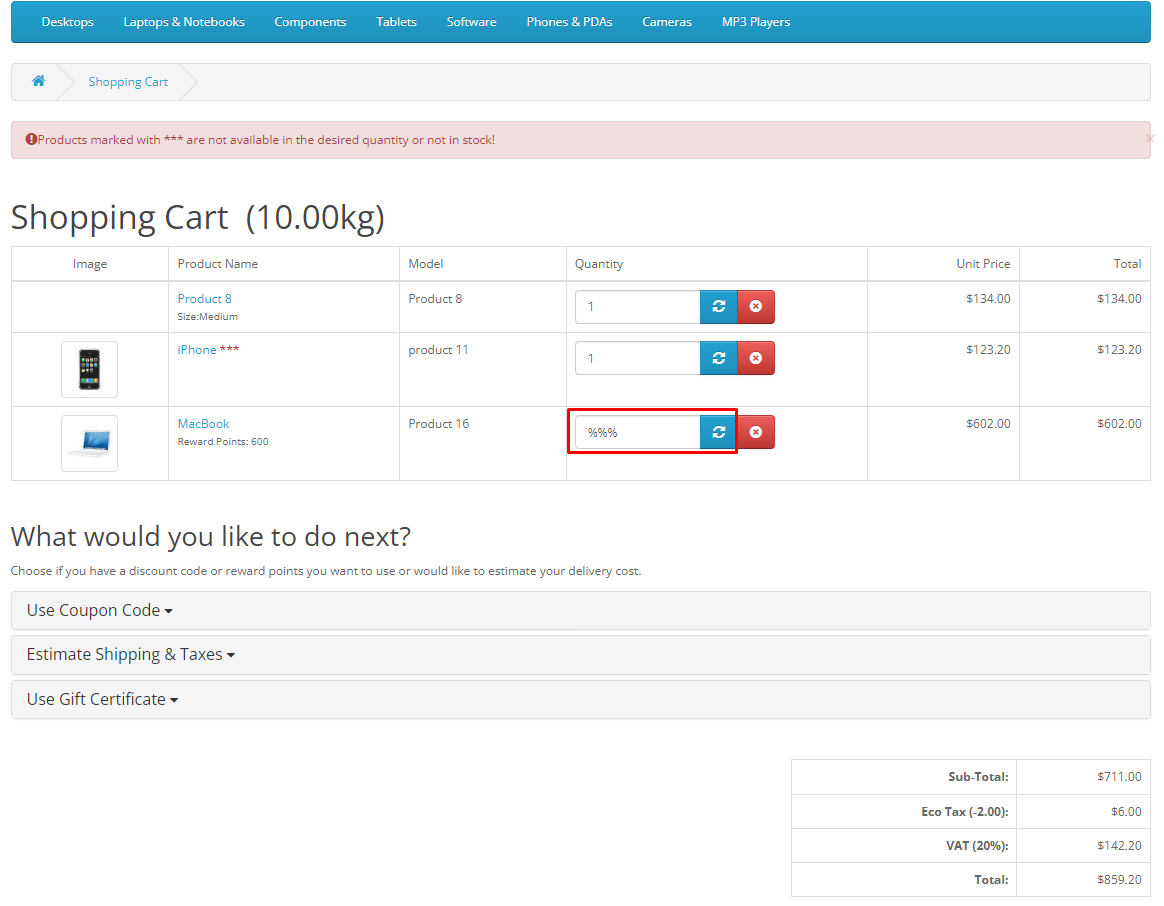 Desktops Laptops & Notebooks Components Tablets Software Phones & PDAs Cameras MP3 Players
Shopping Cart
Products marked with *** are not available in the desired quantity or not in stock!
×
Shopping Cart (10.00kg)
Image Product Name Model Quantity Unit Price Total
Product 8 Product 8 1 $134.00 $134.00
Size:Medium
iPhone *** product 11 1 $123.20 $123.20
MacBook Product 16 %%% $602.00 $602.00
Reward Points: 600
What would you like to do next?
Choose if you have a discount code or reward points you want to use or would like to estimate your delivery cost.
Use Coupon Code
Estimate Shipping & Taxes
Use Gift Certificate
Sub-Total: $711.00
Eco Tax (-2.00): $6.00
VAT (20%): $142.20
Total: $859.20